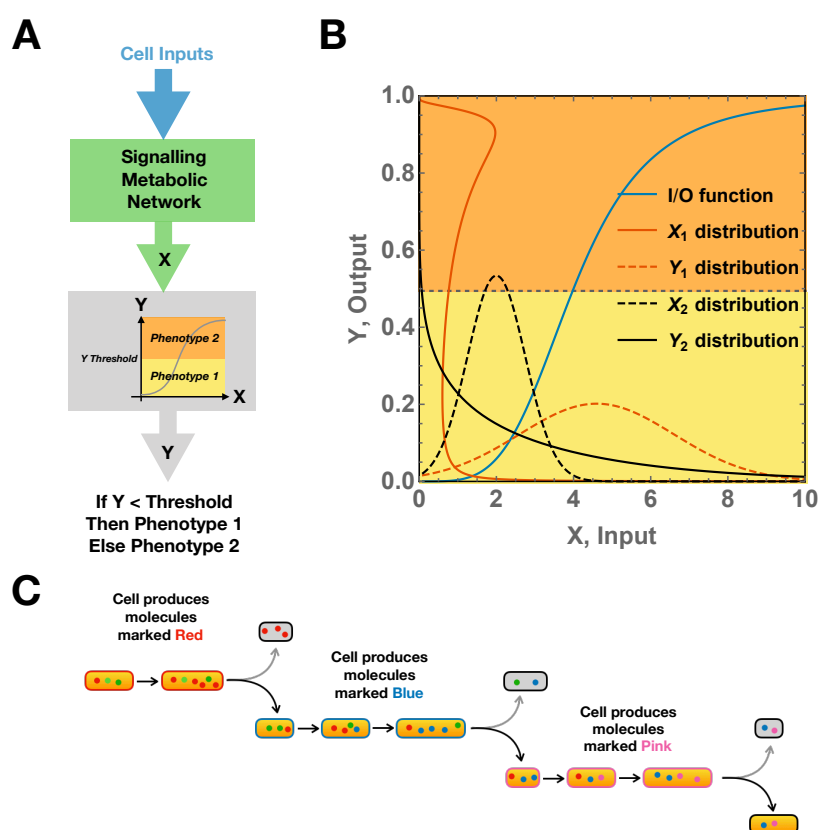 A
Cell Inputs
Signalling
Metabolic
Network
X
Y
Y Threshold
Phenotype 2
Phenotype 1
X
Y
If Y < Threshold
Then Phenotype 1
Else Phenotype 2
B
1.0
0.8
0.6
0.4
0.2
0.0
Y, Output
0 2 4 6 8 10
X, Input
I/O function
X₁ distribution
Y₁ distribution
X₂ distribution
Y₂ distribution
C
Cell produces
molecules
marked Red
Cell produces
molecules
marked Blue
Cell produces
molecules
marked Pink